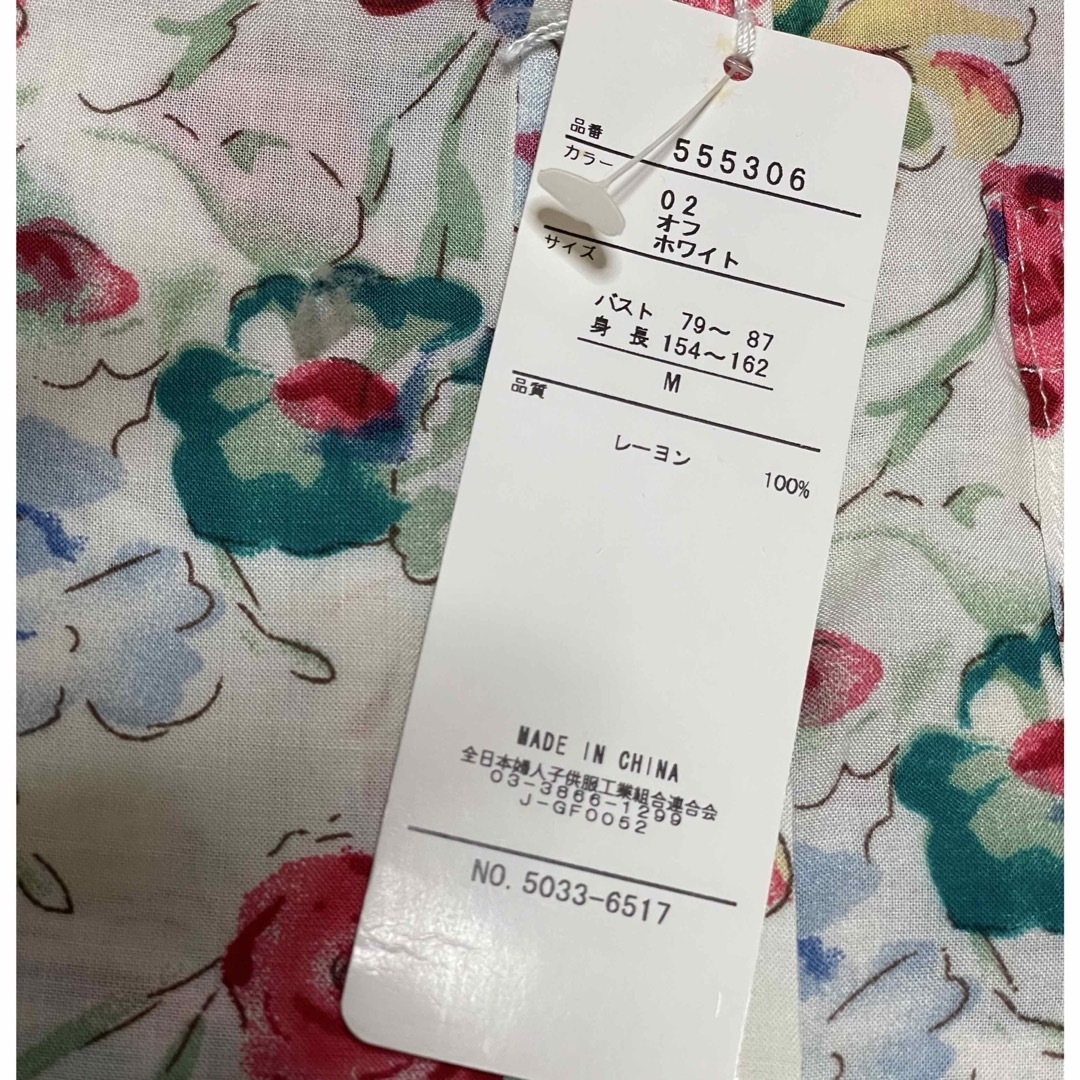 品番 555306
カラー
02
オフ
ホワイト
サイズ
バスト 79～ 87
身 長 154～162
M
品質
レーヨン
100%
MADE IN CHINA
全日本婦人子供服工業組合連合会
03-3866-1299
J-GF0052
NO. 5033-6517